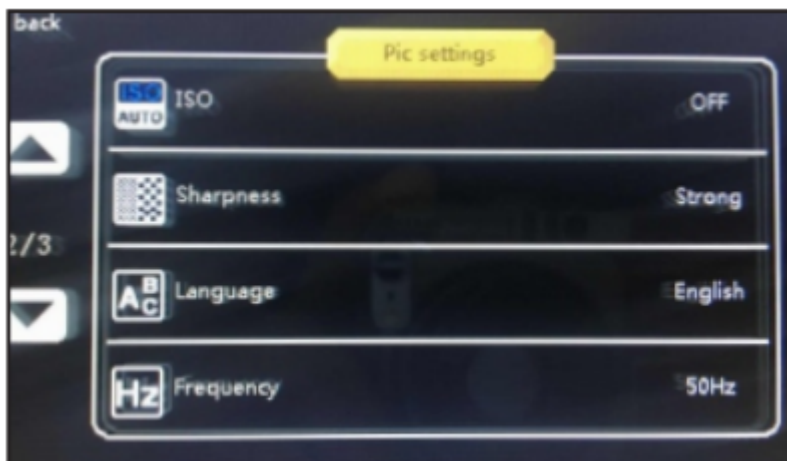 back
Pic settings
ISO
AUTO
ISO
OFF
Sharpness
Strong
2/3
A B C
Language
English
Hz
Frequency
50Hz